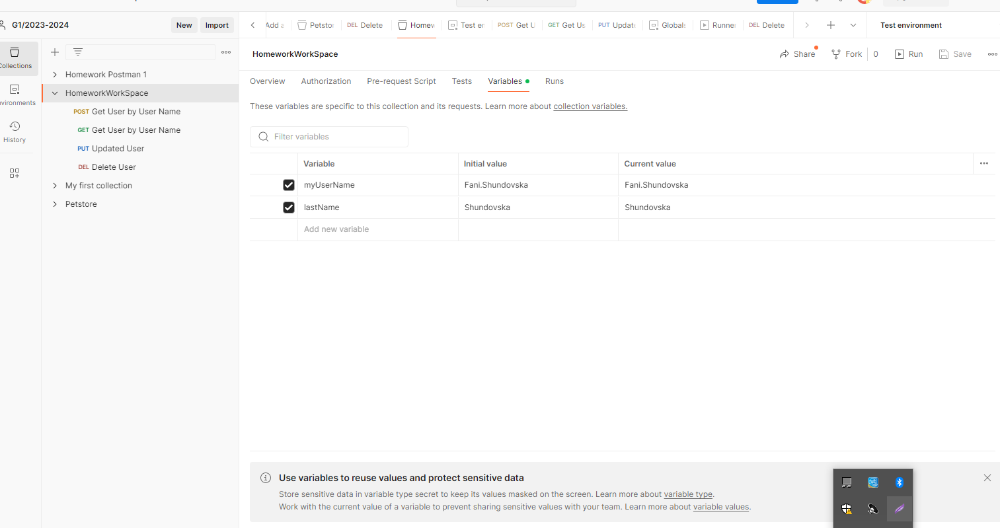 G1/2023-2024
New
Import
Collections
vironments
History
Homework Postman 1
HomeworkWorkSpace
POST Get User by User Name
GET Get User by User Name
PUT Updated User
DEL Delete User
My first collection
Petstore
Add a
Petstor
DEL Delete
Homew
Test en
POST Get U
GET Get Us
PUT Update
Globals
Runner
DEL Delete
Test environment
HomeworkWorkSpace
Share
Fork
0
Run
Save
Overview
Authorization
Pre-request Script
Tests
Variables
Runs
These variables are specific to this collection and its requests. Learn more about collection variables.
Filter variables
Variable
Initial value
Current value
myUserName
Fani.Shundovska
Fani.Shundovska
lastName
Shundovska
Shundovska
Add new variable
Use variables to reuse values and protect sensitive data
Store sensitive data in variable type secret to keep its values masked on the screen. Learn more about variable type.
Work with the current value of a variable to prevent sharing sensitive values with your team. Learn more about variable values.